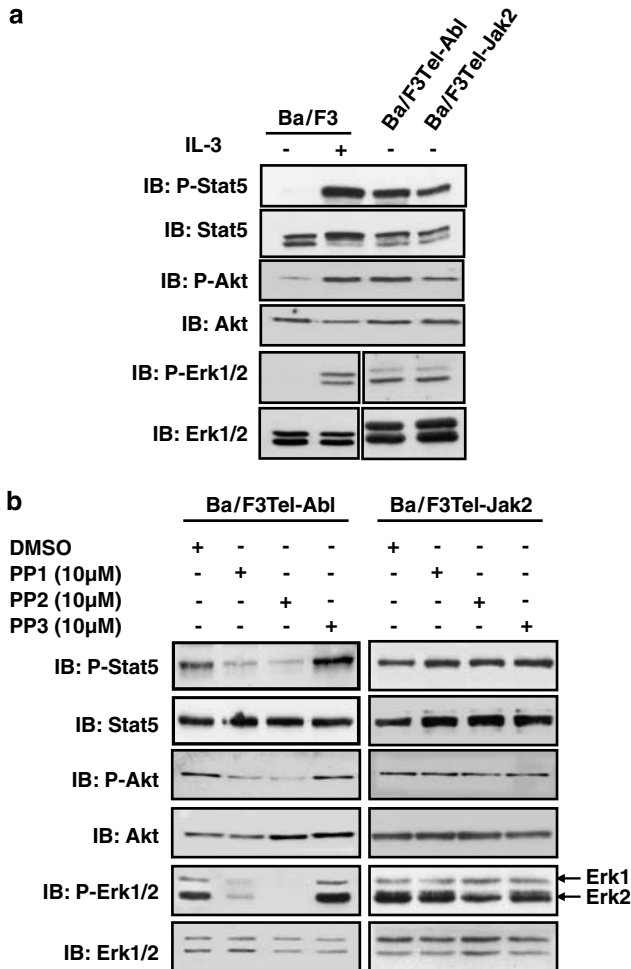 a
Ba/F3 Ba/F3Tel-Abl Ba/F3Tel-Jak2
IL-3 - + - -
IB: P-Stat5
IB: Stat5
IB: P-Akt
IB: Akt
IB: P-Erk1/2
IB: Erk1/2
b
Ba/F3Tel-Abl Ba/F3Tel-Jak2
DMSO + - - - + - - -
PP1 (10µM) - + - - - + - -
PP2 (10µM) - - + - - - + -
PP3 (10µM) - - - + - - - +
IB: P-Stat5
IB: Stat5
IB: P-Akt
IB: Akt
IB: P-Erk1/2 Erk1
Erk2
IB: Erk1/2